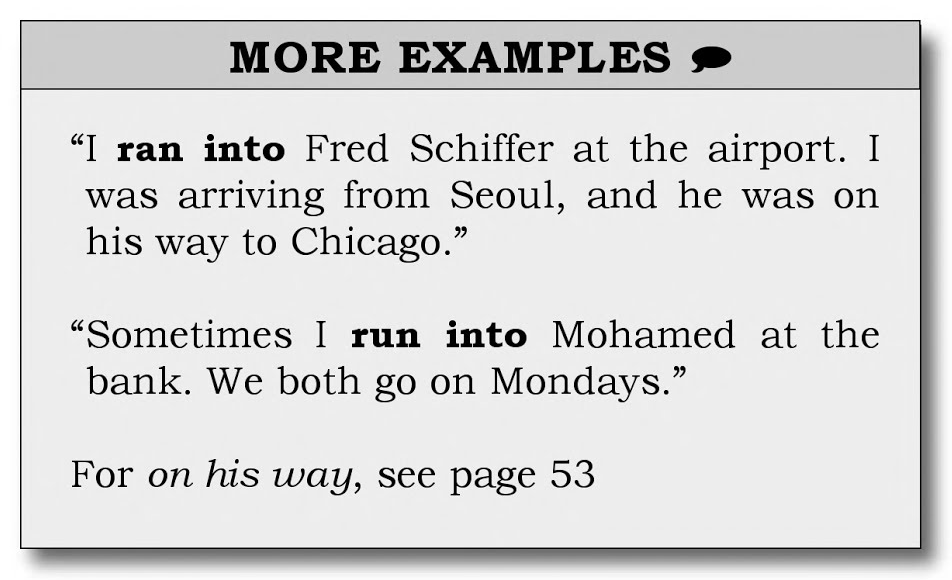 MORE EXAMPLES
“I ran into Fred Schiffer at the airport. I
was arriving from Seoul, and he was on
his way to Chicago.”
“Sometimes I run into Mohamed at the
bank. We both go on Mondays.”
For on his way, see page 53